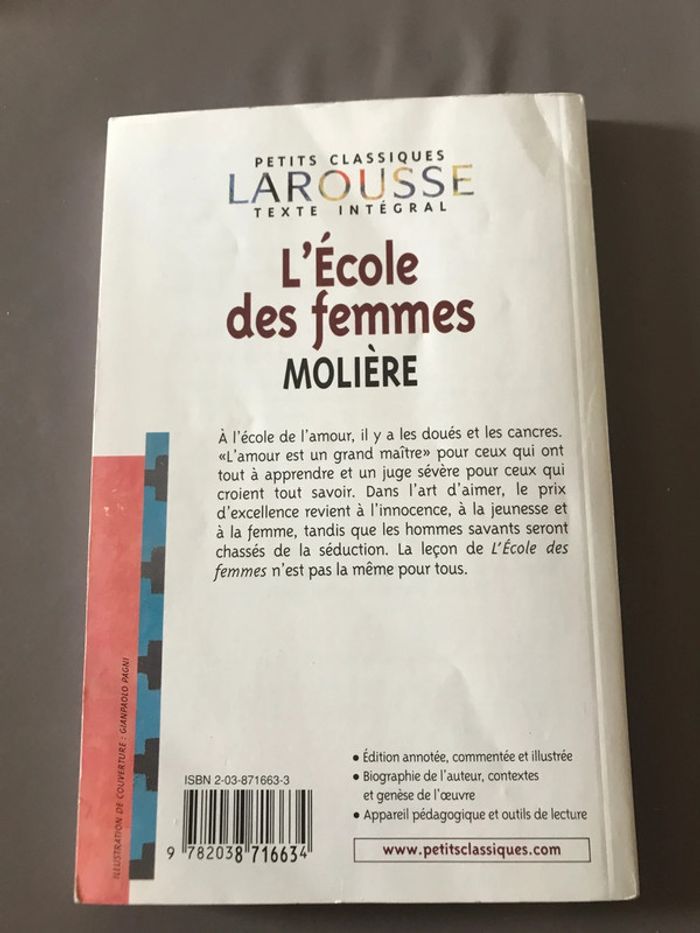 PETITS CLASSIQUES
LAROUSSE
TEXTE INTÉGRAL
L'École
des femmes
MOLIÈRE
À l'école de l'amour, il y a les doués et les cancres.
«L'amour est un grand maître» pour ceux qui ont
tout à apprendre et un juge sévère pour ceux qui
croient tout savoir. Dans l'art d'aimer, le prix
d'excellence revient à l'innocence, à la jeunesse et
à la femme, tandis que les hommes savants seront
chassés de la séduction. La leçon de L'École des
femmes n'est pas la même pour tous.
ILLUSTRATION DE COUVERTURE : GIANPAOLO PAGNI
ISBN 2-03-871663-3
9 782038 716634
• Édition annotée, commentée et illustrée
• Biographie de l'auteur, contextes
et genèse de l'œuvre
• Appareil pédagogique et outils de lecture
www.petitsclassiques.com